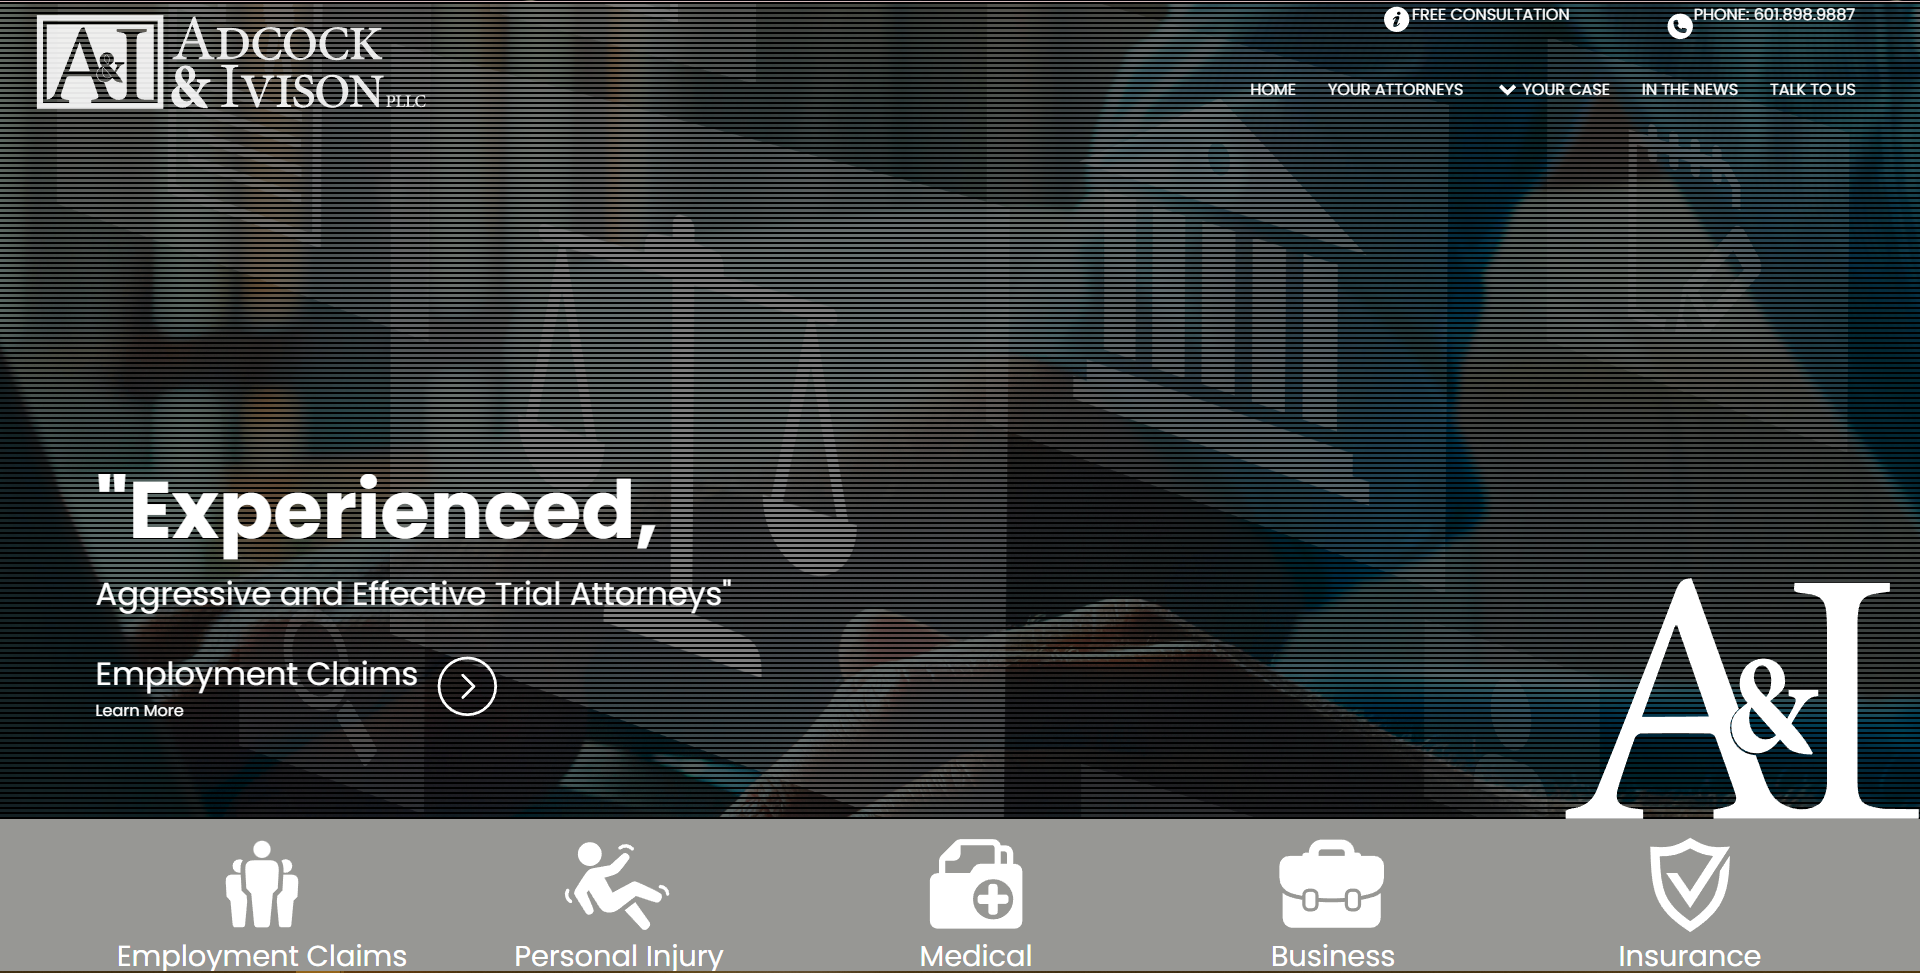 A&I ADCOCK
& IVISON PLLC
FREE CONSULTATION
PHONE: 601.898.9887
HOME YOUR ATTORNEYS YOUR CASE IN THE NEWS TALK TO US
"Experienced,
Aggressive and Effective Trial Attorneys"
Employment Claims
Learn More
A&I
Employment Claims Personal Injury Medical Business Insurance